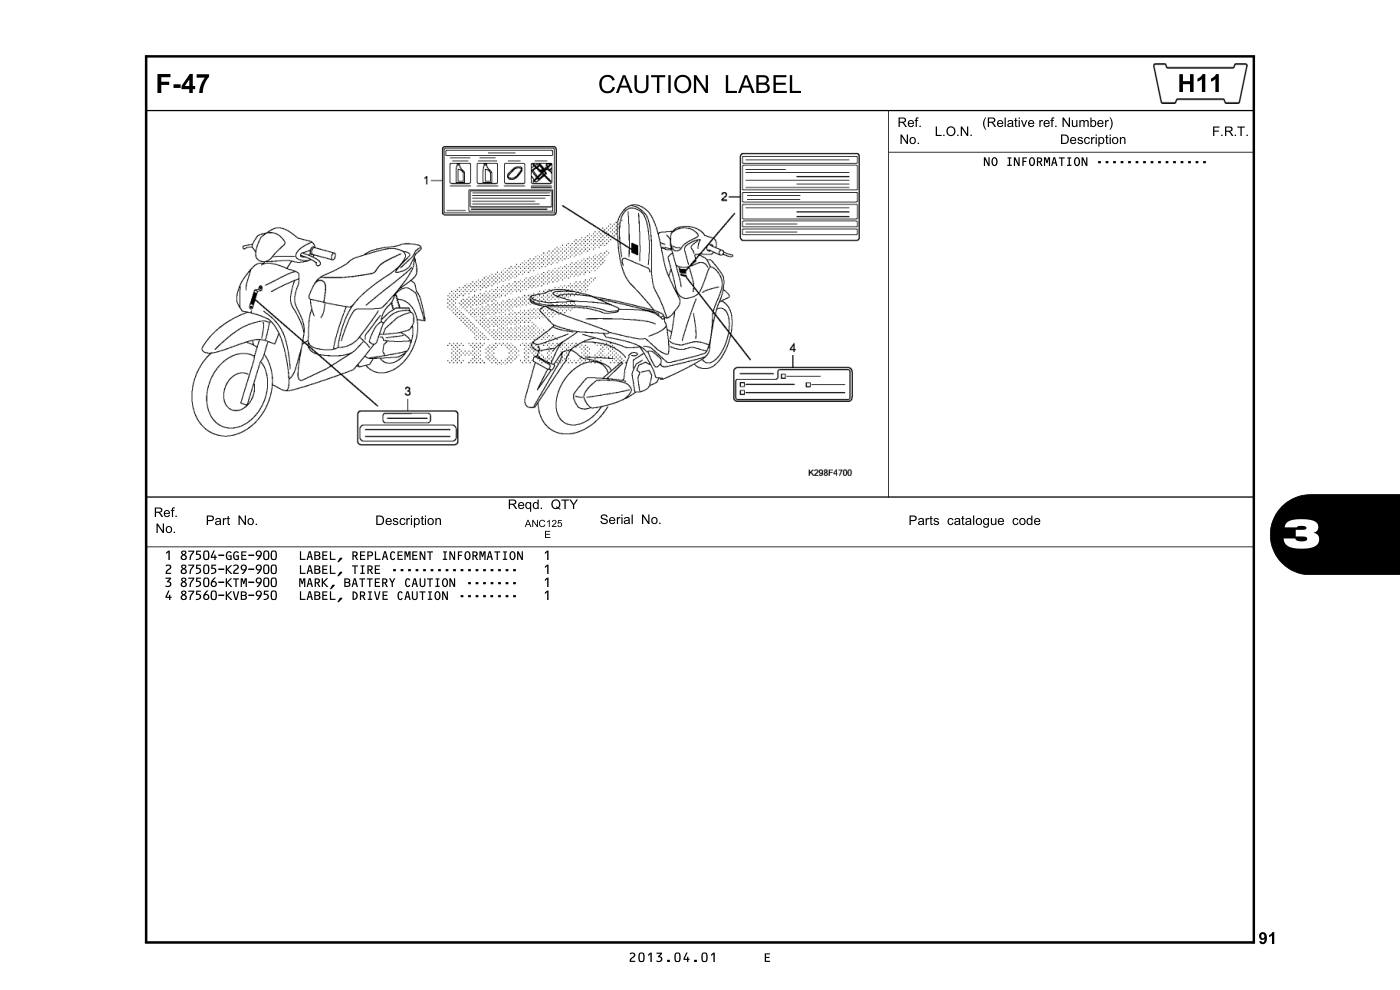 F-47
CAUTION LABEL
H11
Ref. No.
L.O.N.
(Relative ref. Number)
Description
F.R.T.
NO INFORMATION ---------------
1
2
3
4
HONDA
K298F4700
Ref. No.
Part No.
Description
Reqd. QTY
ANC125
E
Serial No.
Parts catalogue code
1 87504-GGE-900 LABEL, REPLACEMENT INFORMATION 1
2 87505-K29-900 LABEL, TIRE ----------------- 1
3 87506-KTM-900 MARK, BATTERY CAUTION ------- 1
4 87560-KVB-950 LABEL, DRIVE CAUTION -------- 1
3
91
2013.04.01 E